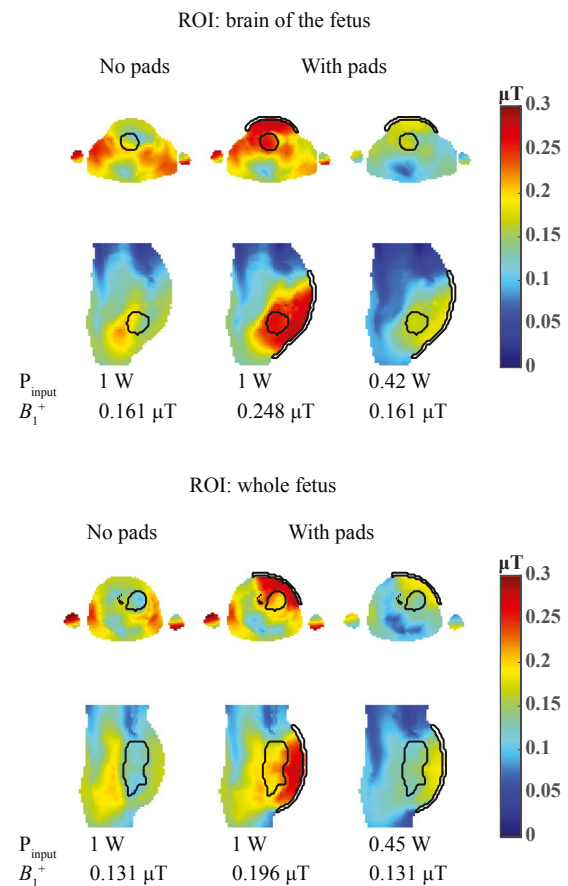 ROI: brain of the fetus
No pads With pads
μT
0.3
0.25
0.2
0.15
0.1
0.05
0
P_input 1 W 1 W 0.42 W
B₁⁺ 0.161 μT 0.248 μT 0.161 μT
ROI: whole fetus
No pads With pads
μT
0.3
0.25
0.2
0.15
0.1
0.05
0
P_input 1 W 1 W 0.45 W
B₁⁺ 0.131 μT 0.196 μT 0.131 μT